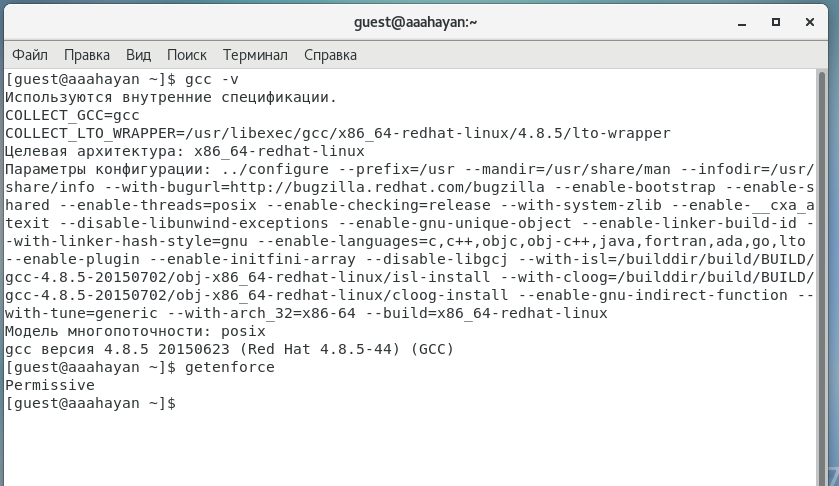 guest@aaahayan:~
Файл Правка Вид Поиск Терминал Справка
[guest@aaahayan ~]$ gcc -v
Используются внутренние спецификации.
COLLECT_GCC=gcc
COLLECT_LTO_WRAPPER=/usr/libexec/gcc/x86_64-redhat-linux/4.8.5/lto-wrapper
Целевая архитектура: x86_64-redhat-linux
Параметры конфигурации: ../configure --prefix=/usr --mandir=/usr/share/man --infodir=/usr/
share/info --with-bugurl=http://bugzilla.redhat.com/bugzilla --enable-bootstrap --enable-s
hared --enable-threads=posix --enable-checking=release --with-system-zlib --enable-__cxa_a
texit --disable-libunwind-exceptions --enable-gnu-unique-object --enable-linker-build-id -
-with-linker-hash-style=gnu --enable-languages=c,c++,objc,obj-c++,java,fortran,ada,go,lto
--enable-plugin --enable-initfini-array --disable-libgcj --with-isl=/builddir/build/BUILD/
gcc-4.8.5-20150702/obj-x86_64-redhat-linux/isl-install --with-cloog=/builddir/build/BUILD/
gcc-4.8.5-20150702/obj-x86_64-redhat-linux/cloog-install --enable-gnu-indirect-function --
with-tune=generic --with-arch_32=x86-64 --build=x86_64-redhat-linux
Модель многопоточности: posix
gcc версия 4.8.5 20150623 (Red Hat 4.8.5-44) (GCC)
[guest@aaahayan ~]$ getenforce
Permissive
[guest@aaahayan ~]$
7